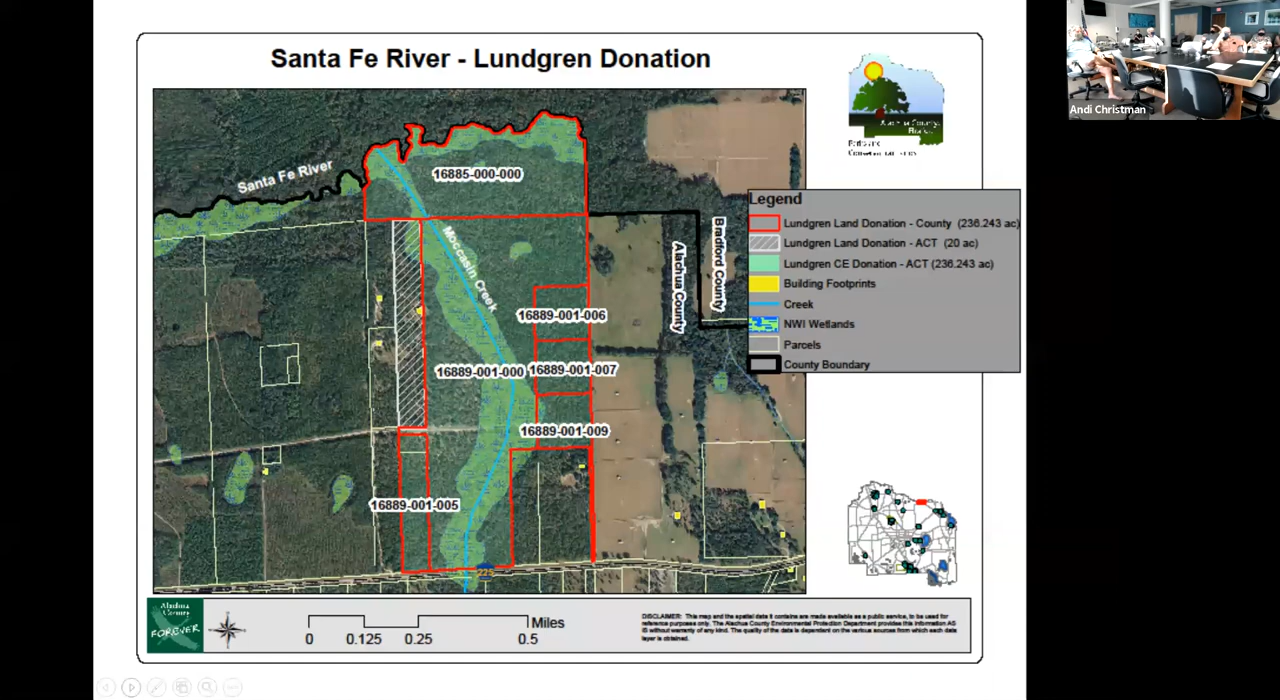 Santa Fe River - Lundgren Donation
Andi Christman
Alachua County,
Santa Fe River
16885-000-000
Moccasin Creek
Alachua County
Bradford County
16889-001-006
16889-001-000
16889-001-007
16889-001-009
16889-001-005
225
Legend
Lundgren Land Donation - County (236.243 ac)
Lundgren Land Donation - ACT (20 ac)
Lundgren CE Donation - ACT (236.243 ac)
Building Footprints
Creek
NWI Wetlands
Parcels
County Boundary
Alachua
County
FOREVER
0 0.125 0.25 0.5
Miles
DISCLAIMER: This map and the spatial data it contains are made available as a public service, to be used for
reference purposes only. The Alachua County Environmental Protection Department provides this information AS
IS without warranty of any kind. The quality of the data is dependent on the various sources from which each data
layer is obtained.